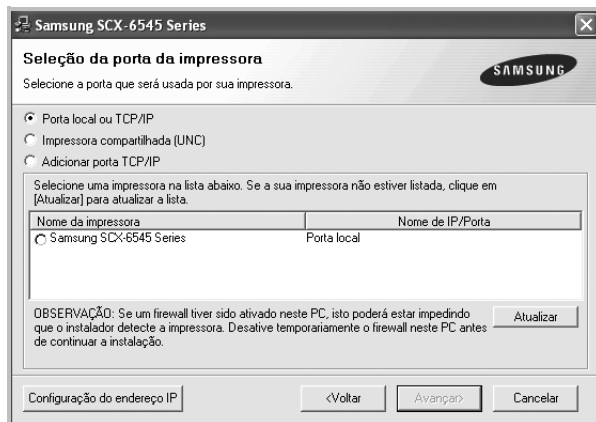 Samsung SCX-6545 Series
Seleção da porta da impressora
Selecione a porta que será usada por sua impressora.
SAMSUNG
Porta local ou TCP/IP
Impressora compartilhada (UNC)
Adicionar porta TCP/IP
Selecione uma impressora na lista abaixo. Se a sua impressora não estiver listada, clique em
[Atualizar] para atualizar a lista.
Nome da impressora Nome de IP/Porta
Samsung SCX-6545 Series Porta local
OBSERVAÇÃO: Se um firewall tiver sido ativado neste PC, isto poderá estar impedindo
que o instalador detecte a impressora. Desative temporariamente o firewall neste PC antes
de continuar a instalação.
Atualizar
Configuração do endereço IP <Voltar Avançar> Cancelar